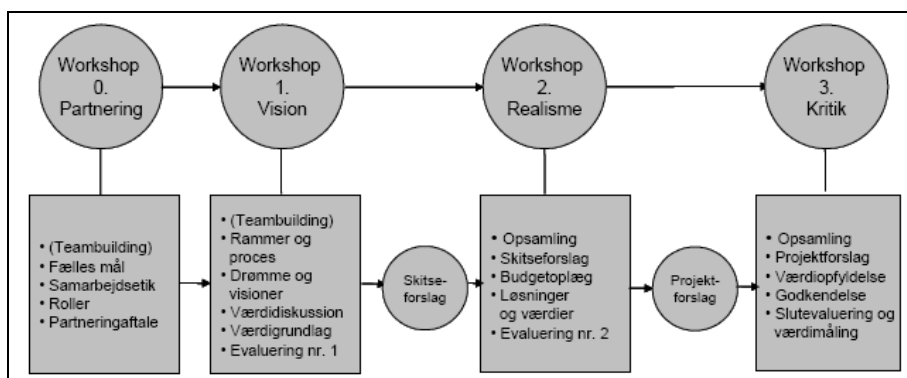 Workshop
0.
Partnering
Workshop
1.
Vision
Workshop
2.
Realisme
Workshop
3.
Kritik
• (Teambuilding)
• Fælles mål
• Samarbejdsetik
• Roller
• Partneringaftale
• (Teambuilding)
• Rammer og
proces
• Drømme og
visioner
• Værdidiskussion
• Værdigrundlag
• Evaluering nr. 1
Skitse-
forslag
• Opsamling
• Skitseforslag
• Budgetoplæg
• Løsninger
og værdier
• Evaluering nr. 2
Projekt-
forslag
• Opsamling
• Projektforslag
• Værdiopfyldelse
• Godkendelse
• Slutevaluering og
værdimåling